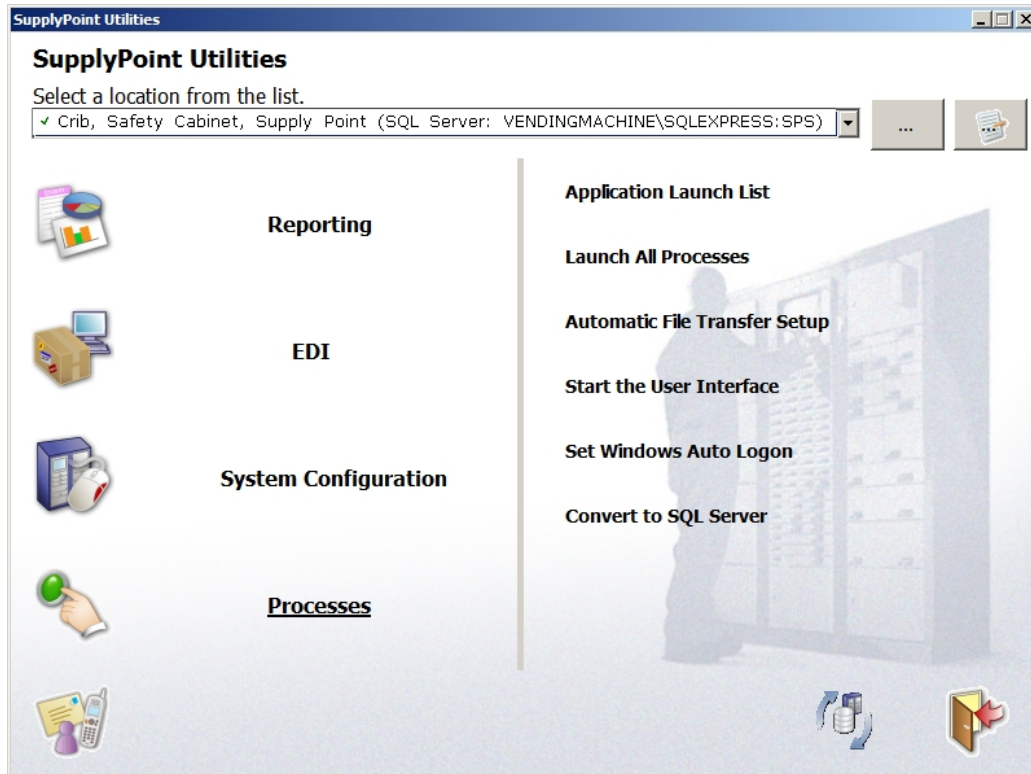 SupplyPoint Utilities
SupplyPoint Utilities
Select a location from the list.
✓ Crib, Safety Cabinet, Supply Point (SQL Server: VENDINGMACHINE\SQLEXPRESS:SPS)
...
Reporting
EDI
System Configuration
Processes
Application Launch List
Launch All Processes
Automatic File Transfer Setup
Start the User Interface
Set Windows Auto Logon
Convert to SQL Server